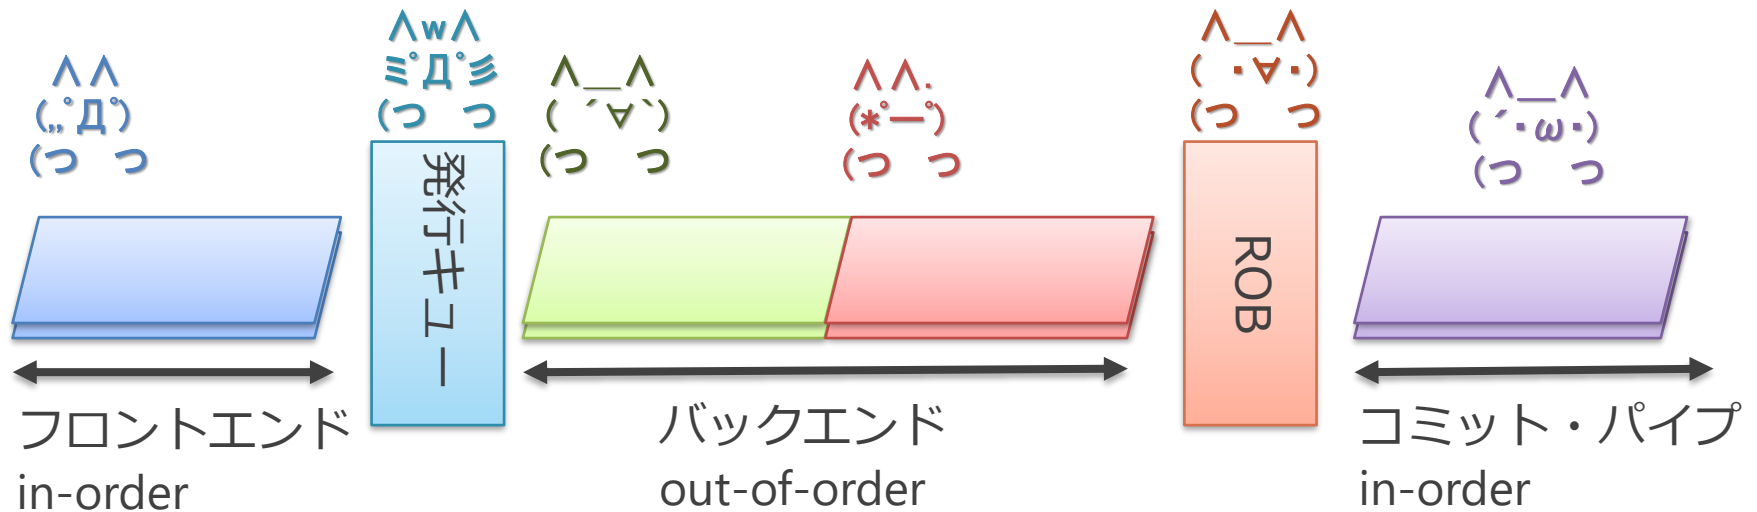 ∧∧
(,,ﾟДﾟ)
(つ　つ
∧w∧
ミﾟДﾟ彡
(つ　つ
∧＿∧
( ´∀`)
(つ　つ
∧∧.
(*ﾟーﾟ)
(つ　つ
∧＿∧
( ・∀・)
(つ　つ
∧＿∧
( ´・ω・)
(つ　つ
発行キュー
ROB
フロントエンド
in-order
バックエンド
out-of-order
コミット・パイプ
in-order